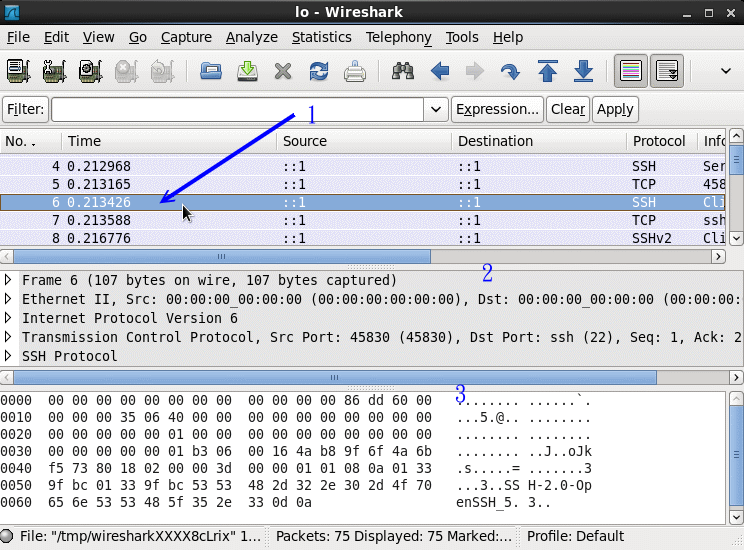 lo - Wireshark
File Edit View Go Capture Analyze Statistics Telephony Tools Help
Filter: Expression... Clear Apply
1
No. Time Source Destination Protocol Info
4 0.212968 ::1 ::1 SSH Ser
5 0.213165 ::1 ::1 TCP 458
6 0.213426 ::1 ::1 SSH Cli
7 0.213588 ::1 ::1 TCP ssh
8 0.216776 ::1 ::1 SSHv2 Cli
2
Frame 6 (107 bytes on wire, 107 bytes captured)
Ethernet II, Src: 00:00:00_00:00:00 (00:00:00:00:00:00), Dst: 00:00:00_00:00:00 (00:00:00:
Internet Protocol Version 6
Transmission Control Protocol, Src Port: 45830 (45830), Dst Port: ssh (22), Seq: 1, Ack: 2
SSH Protocol
3
0000 00 00 00 00 00 00 00 00 00 00 00 00 86 dd 60 00 ........ ......`.
0010 00 00 00 35 06 40 00 00 00 00 00 00 00 00 00 00 ...5.@.. ........
0020 00 00 00 00 00 01 00 00 00 00 00 00 00 00 00 00 ........ ........
0030 00 00 00 00 00 01 b3 06 00 16 4a b8 9f 6f 4a 6b ........ ..J..oJk
0040 f5 73 80 18 02 00 00 3d 00 00 01 01 08 0a 01 33 .s.....= .......3
0050 9f bc 01 33 9f bc 53 53 48 2d 32 2e 30 2d 4f 70 ...3..SS H-2.0-Op
0060 65 6e 53 53 48 5f 35 2e 33 0d 0a enSSH_5. 3..
File: "/tmp/wiresharkXXXX8cLrix" 1... Packets: 75 Displayed: 75 Marked:... Profile: Default